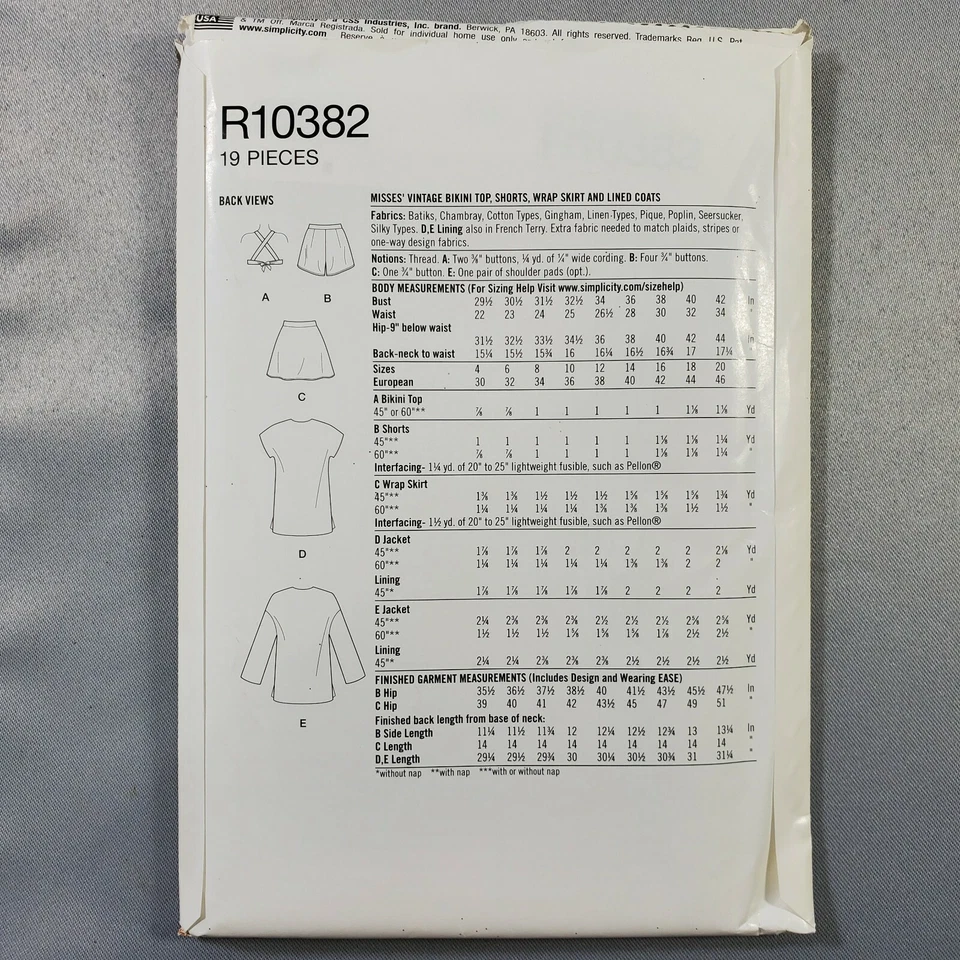 USA
& TM Off. Marca Registrada. Sold for individual home use only
CSS Industries, Inc. brand. Berwick, PA 18603. All rights reserved. Trademarks Reg. U.S. Pat.
www.simplicity.com
R10382
19 PIECES
BACK VIEWS
A
B
C
D
E
MISSES' VINTAGE BIKINI TOP, SHORTS, WRAP SKIRT AND LINED COATS
Fabrics: Batiks, Chambray, Cotton Types, Gingham, Linen-Types, Pique, Poplin, Seersucker,
Silky Types. D,E Lining also in French Terry. Extra fabric needed to match plaids, stripes or
one-way design fabrics.
Notions: Thread. A: Two ⅜" buttons, ¼ yd. of ¼" wide cording. B: Four ¾" buttons.
C: One ¾" button. E: One pair of shoulder pads (opt.).
BODY MEASUREMENTS (For Sizing Help Visit www.simplicity.com/sizehelp)
Bust 29½ 30½ 31½ 32½ 34 36 38 40 42 In
Waist 22 23 24 25 26½ 28 30 32 34 "
Hip-9" below waist
31½ 32½ 33½ 34½ 36 38 40 42 44 In
Back-neck to waist 15¼ 15½ 15¾ 16 16¼ 16½ 16¾ 17 17¼ "
Sizes 4 6 8 10 12 14 16 18 20
European 30 32 34 36 38 40 42 44 46
A Bikini Top
45" or 60"** ⅞ ⅞ 1 1 1 1 1 1⅛ 1⅛ Yd
B Shorts
45"** 1 1 1 1 1 1 1⅛ 1⅛ 1¼ Yd
60"** ⅞ ⅞ 1 1 1 1 1⅛ 1⅛ 1¼ "
Interfacing- 1¼ yd. of 20" to 25" lightweight fusible, such as Pellon®
C Wrap Skirt
45"** 1⅜ 1⅜ 1½ 1½ 1½ 1⅝ 1⅝ 1⅝ 1¾ Yd
60"** 1¼ 1¼ 1¼ 1¼ 1⅜ 1⅜ 1⅜ 1½ 1½ "
Interfacing- 1½ yd. of 20" to 25" lightweight fusible, such as Pellon®
D Jacket
45"** 1⅞ 1⅞ 1⅞ 2 2 2 2 2 2⅛ Yd
60"** 1¼ 1¼ 1¼ 1¼ 1¼ 1⅜ 1⅜ 2 2 "
Lining
45"* 1⅞ 1⅞ 1⅞ 1⅞ 1⅞ 2 2 2 2 Yd
E Jacket
45"** 2¼ 2⅜ 2⅜ 2⅜ 2½ 2½ 2½ 2⅝ 2⅝ Yd
60"** 1½ 1½ 1½ 1⅝ 1⅝ 1⅝ 1⅞ 2½ 2½ "
Lining
45"* 2¼ 2¼ 2⅜ 2⅜ 2⅜ 2½ 2½ 2½ 2½ Yd
FINISHED GARMENT MEASUREMENTS (Includes Design and Wearing EASE)
B Hip 35½ 36½ 37½ 38½ 40 41½ 43½ 45½ 47½ In
C Hip 39 40 41 42 43½ 45 47 49 51 "
Finished back length from base of neck:
B Side Length 11¼ 11½ 11¾ 12 12¼ 12½ 12¾ 13 13¼ In
C Length 14 14 14 14 14 14 14 14 14 "
D,E Length 29¼ 29½ 29¾ 30 30¼ 30½ 30¾ 31 31¼ "
*without nap **with nap ***with or without nap